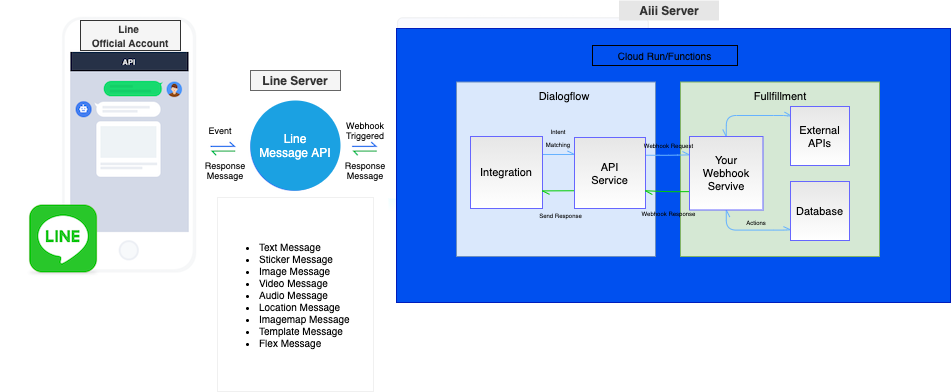 Line
Official Account
API
LINE
Event
Response
Message
Line Server
Line
Message API
Webhook
Triggered
Response
Message
Text Message
Sticker Message
Image Message
Video Message
Audio Message
Location Message
Imagemap Message
Template Message
Flex Message
Aiii Server
Cloud Run/Functions
Dialogflow
Integration
Intent
Matching
API
Service
Send Response
Webhook Request
Webhook Response
Fullfillment
Your
Webhook
Servive
External
APIs
Database
Actions